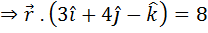 ⇒ r⃗ . (3î + 4ĵ − k̂) = 8